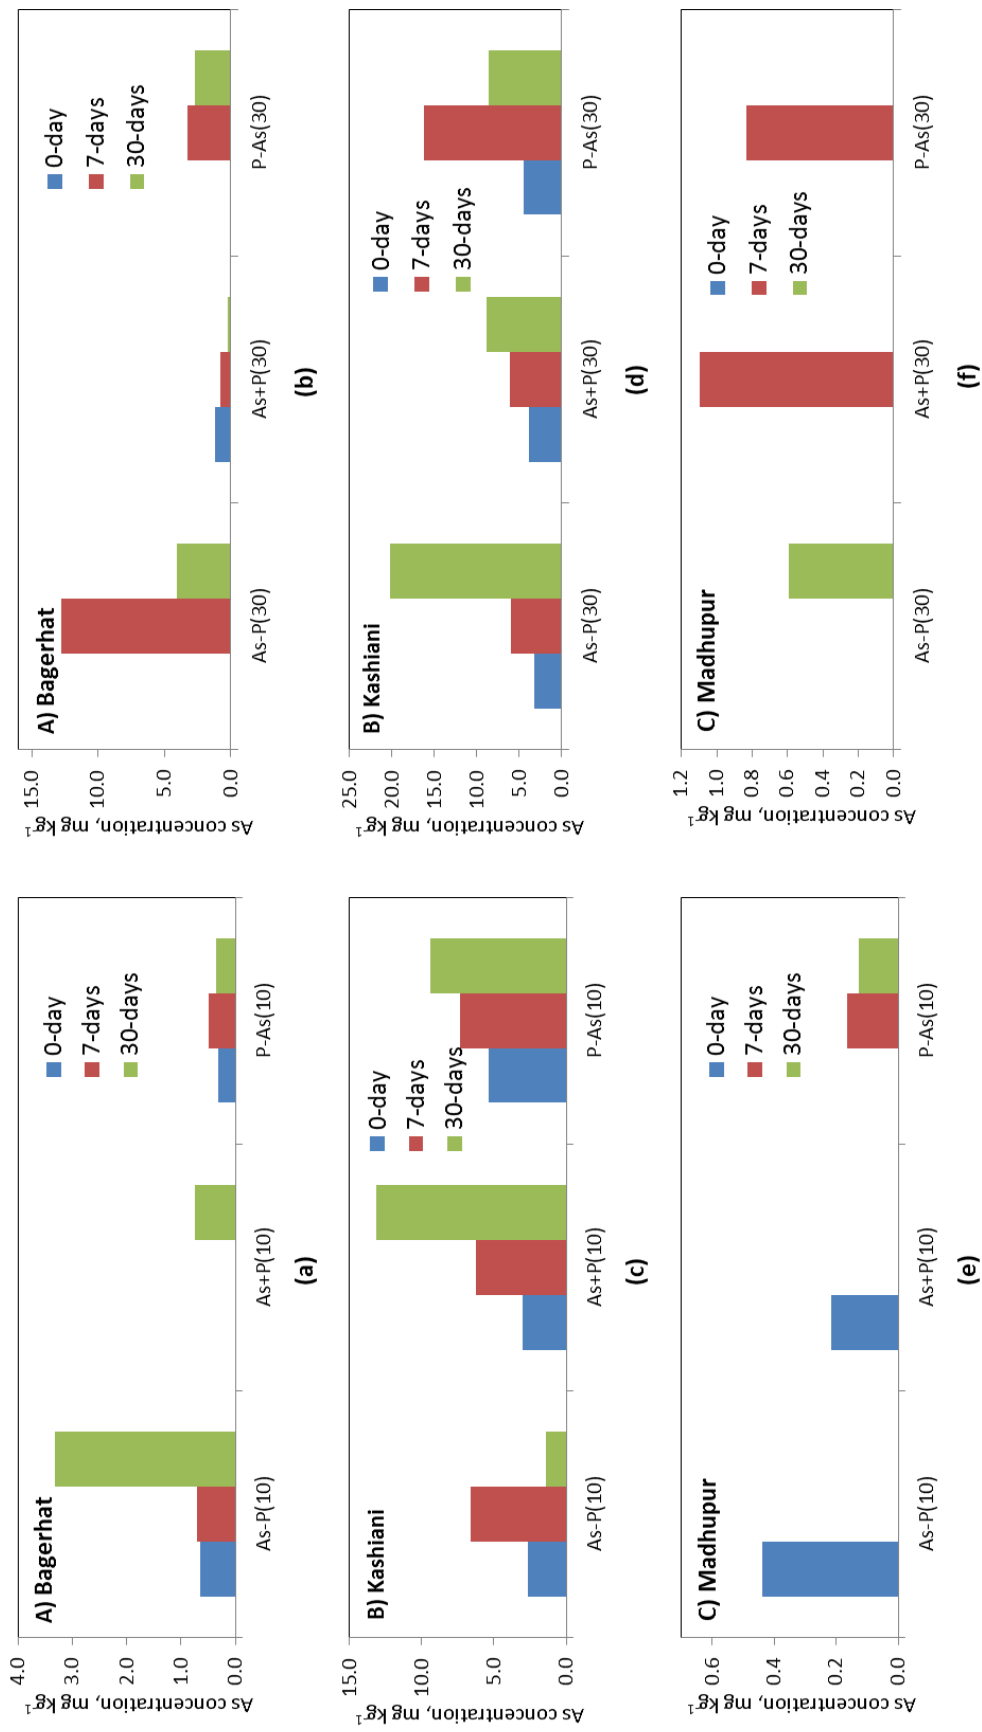 A) Bagerhat
As concentration, mg kg-1
4.0
3.0
2.0
1.0
0.0
0-day
7-days
30-days
As-P(10)
As+P(10)
P-As(10)
(a)
A) Bagerhat
As concentration, mg kg-1
15.0
10.0
5.0
0.0
0-day
7-days
30-days
As-P(30)
As+P(30)
P-As(30)
(b)
B) Kashiani
As concentration, mg kg-1
15.0
10.0
5.0
0.0
0-day
7-days
30-days
As-P(10)
As+P(10)
P-As(10)
(c)
B) Kashiani
As concentration, mg kg-1
25.0
20.0
15.0
10.0
5.0
0.0
0-day
7-days
30-days
As-P(30)
As+P(30)
P-As(30)
(d)
C) Madhupur
As concentration, mg kg-1
0.6
0.4
0.2
0.0
0-day
7-days
30-days
As-P(10)
As+P(10)
P-As(10)
(e)
C) Madhupur
As concentration, mg kg-1
1.2
1.0
0.8
0.6
0.4
0.2
0.0
0-day
7-days
30-days
As-P(30)
As+P(30)
P-As(30)
(f)